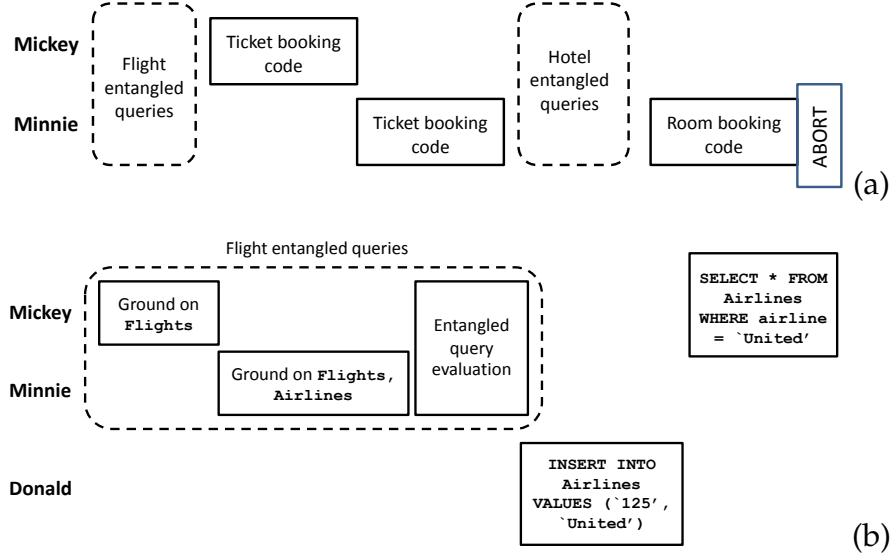 Mickey
Flight
entangled
queries
Ticket booking
code
Hotel
entangled
queries
Minnie
Ticket booking
code
Room booking
code
ABORT
(a)
Flight entangled queries
Mickey
Ground on
Flights
Entangled
query
evaluation
SELECT * FROM
Airlines
WHERE airline
= `United’
Minnie
Ground on Flights,
Airlines
Donald
INSERT INTO
Airlines
VALUES (`125’,
`United’)
(b)